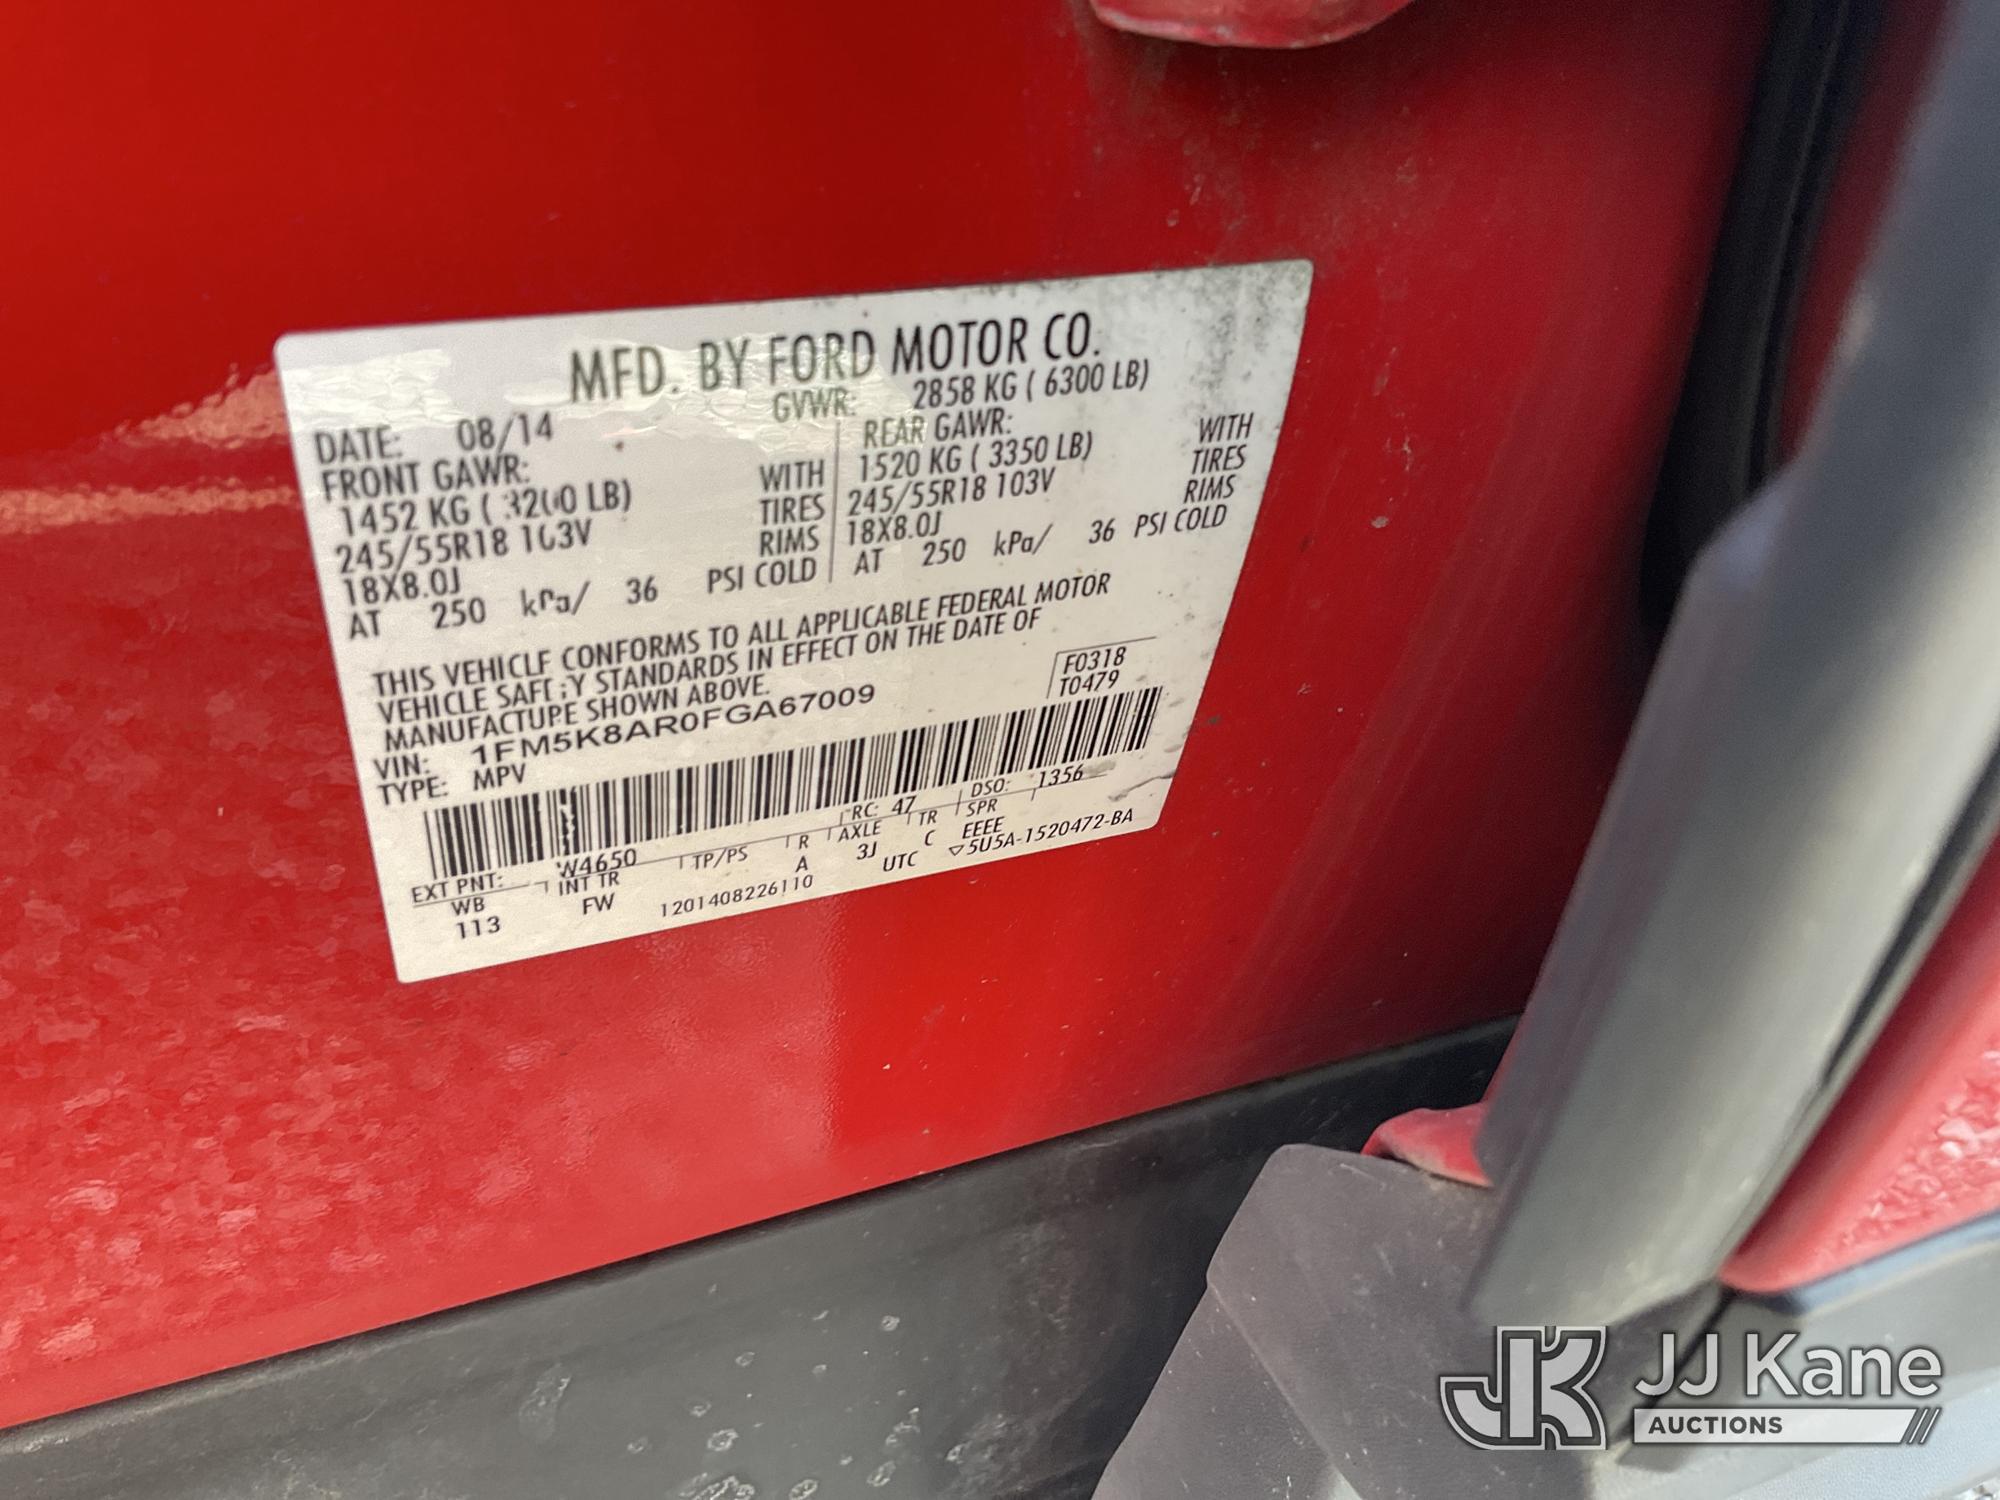 MFD. BY FORD MOTOR CO.
DATE: 08/14 GVWR: 2858 KG ( 6300 LB)
FRONT GAWR: REAR GAWR:
1452 KG ( 3200 LB) WITH 1520 KG ( 3350 LB) WITH
245/55R18 103V TIRES 245/55R18 103V TIRES
18X8.0J RIMS 18X8.0J RIMS
AT 250 kPa/ 36 PSI COLD AT 250 kPa/ 36 PSI COLD
THIS VEHICLE CONFORMS TO ALL APPLICABLE FEDERAL MOTOR
VEHICLE SAFETY STANDARDS IN EFFECT ON THE DATE OF
MANUFACTURE SHOWN ABOVE.
F0318
T0479
VIN: 1FM5K8AR0FGA67009
TYPE: MPV
EXT PNT: W4650 RC: 47 DSO: 1356
WB INT TR TP/PS R AXLE TR SPR
113 FW A 3J C EEEE
1201408226110 UTC ▽5U5A-1520472-BA
JK JJ Kane
AUCTIONS